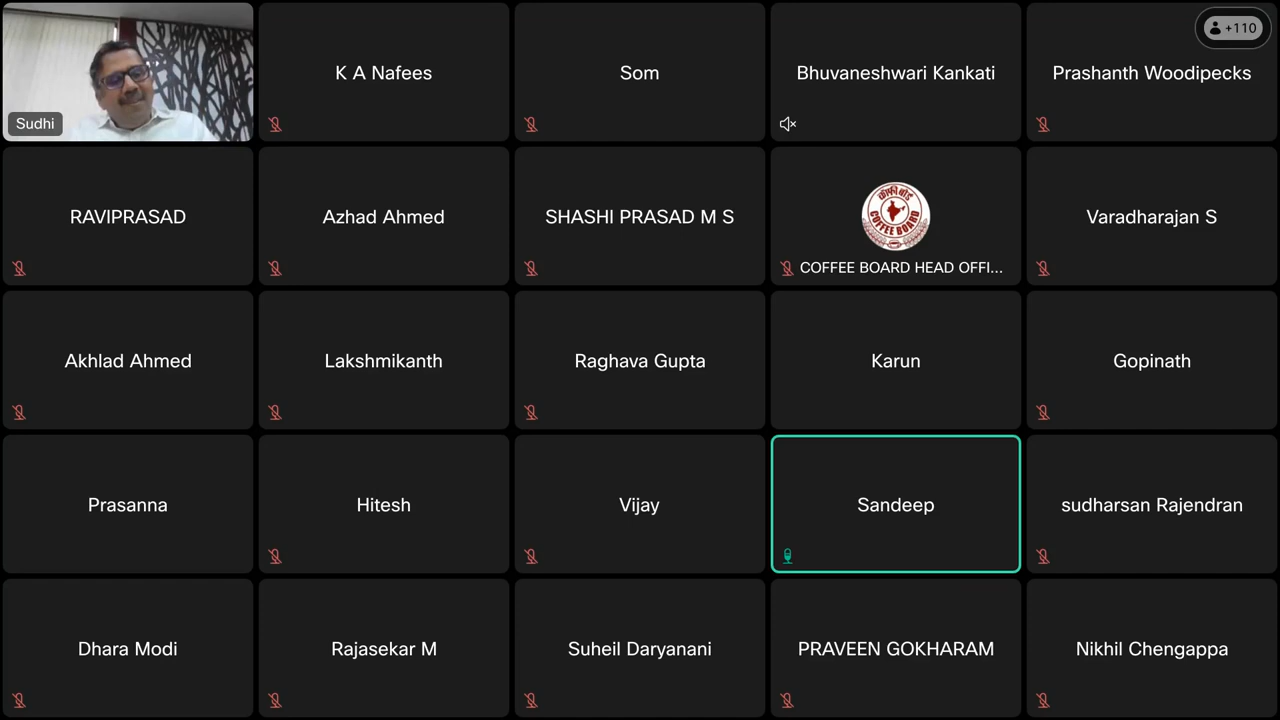 +110
Sudhi
K A Nafees
Som
Bhuvaneshwari Kankati
Prashanth Woodipecks
RAVIPRASAD
Azhad Ahmed
SHASHI PRASAD M S
कॉफी बोर्ड
COFFEE BOARD
COFFEE BOARD HEAD OFFI...
Varadharajan S
Akhlad Ahmed
Lakshmikanth
Raghava Gupta
Karun
Gopinath
Prasanna
Hitesh
Vijay
Sandeep
sudharsan Rajendran
Dhara Modi
Rajasekar M
Suheil Daryanani
PRAVEEN GOKHARAM
Nikhil Chengappa